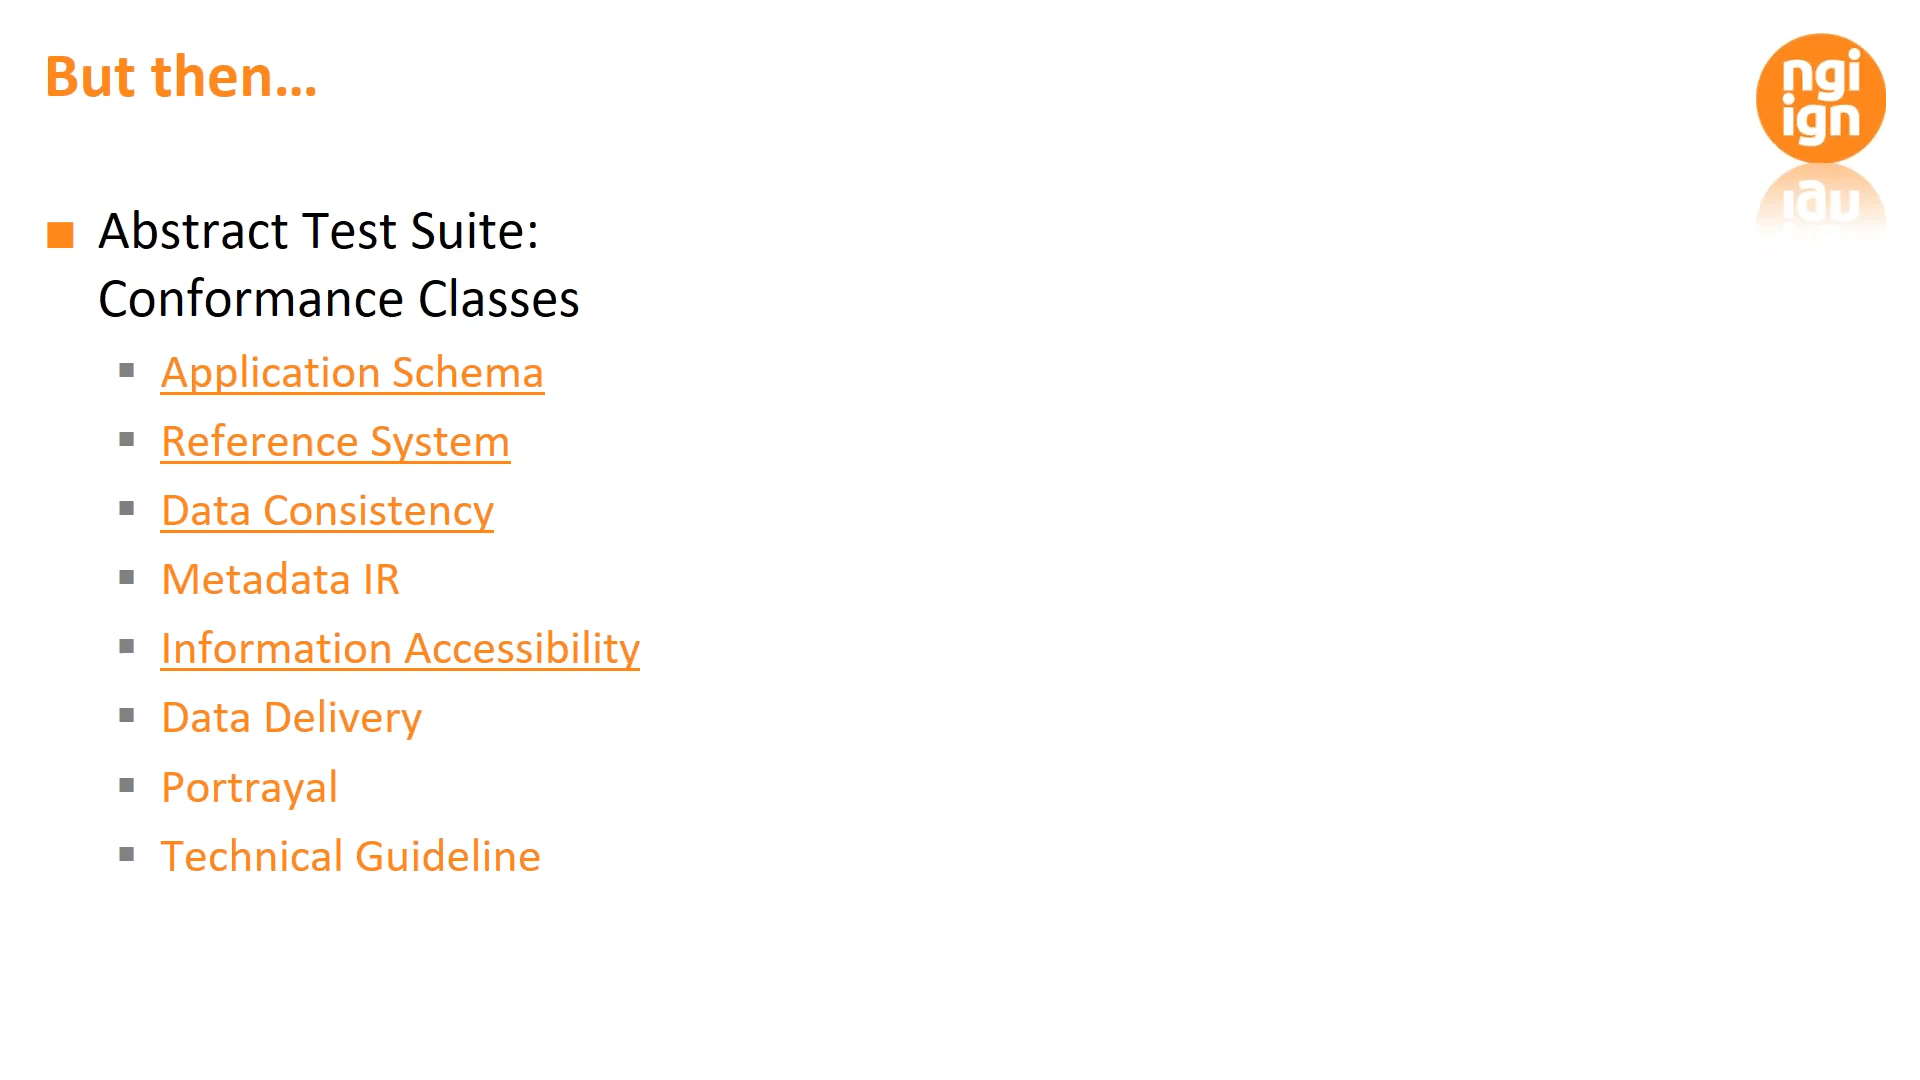 But then...
ngi
ign
Abstract Test Suite:
Conformance Classes
Application Schema
Reference System
Data Consistency
Metadata IR
Information Accessibility
Data Delivery
Portrayal
Technical Guideline